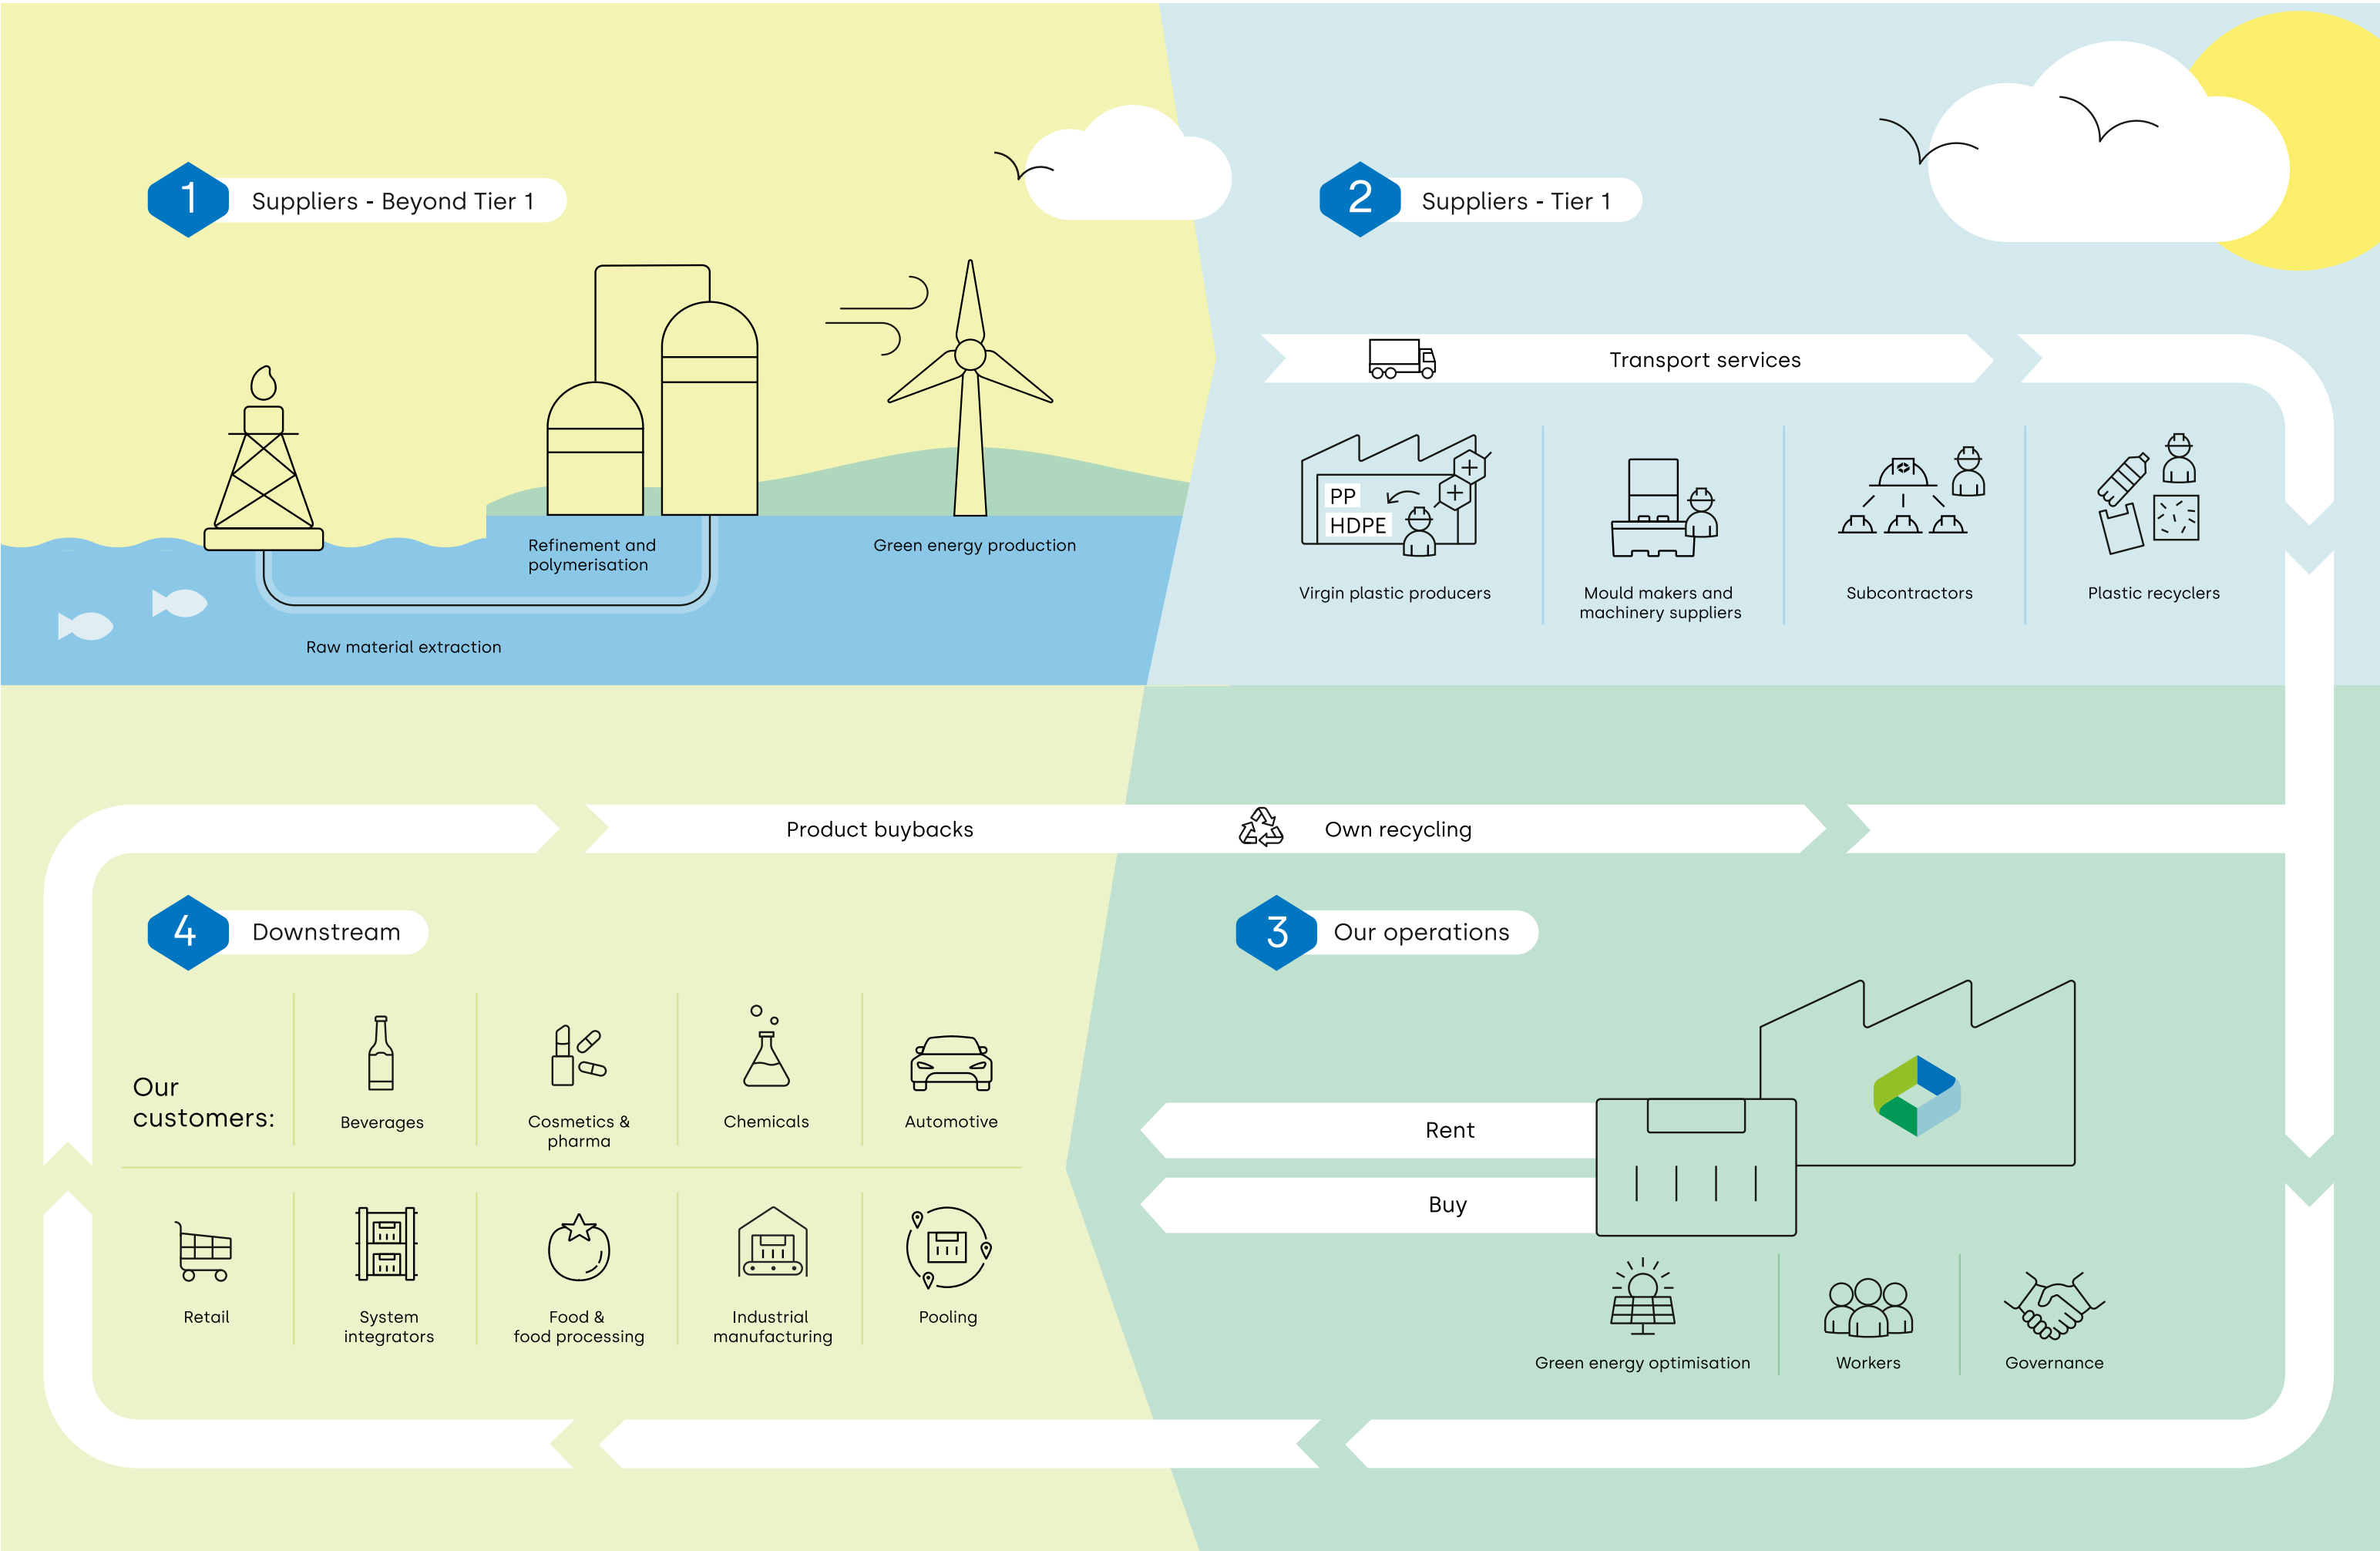 1
Suppliers - Beyond Tier 1
Refinement and
polymerisation
Green energy production
Raw material extraction
2
Suppliers - Tier 1
Transport services
PP
HDPE
Virgin plastic producers
Mould makers and
machinery suppliers
Subcontractors
Plastic recyclers
Product buybacks
Own recycling
4
Downstream
Our
customers:
Beverages
Cosmetics &
pharma
Chemicals
Automotive
Retail
System
integrators
Food &
food processing
Industrial
manufacturing
Pooling
3
Our operations
Rent
Buy
Green energy optimisation
Workers
Governance